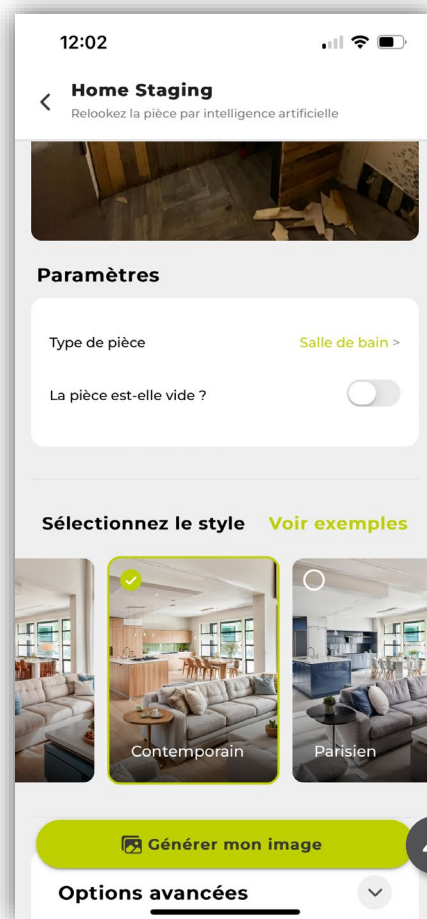 12:02
Home Staging
Relookez la pièce par intelligence artificielle
Paramètres
Type de pièce
Salle de bain >
La pièce est-elle vide ?
Sélectionnez le style
Voir exemples
Contemporain
Parisien
Générer mon image
Options avancées